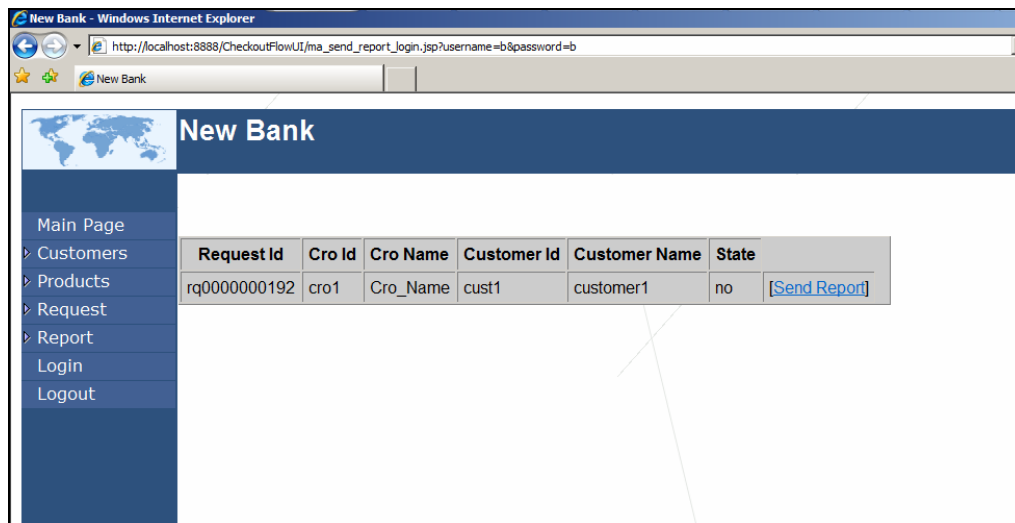 New Bank - Windows Internet Explorer
http://localhost:8888/CheckoutFlowUI/ma_send_report_login.jsp?username=b&password=b
New Bank
New Bank
Main Page
Customers
Products
Request
Report
Login
Logout
Request Id Cro Id Cro Name Customer Id Customer Name State
rq0000000192 cro1 Cro_Name cust1 customer1 no [Send Report]